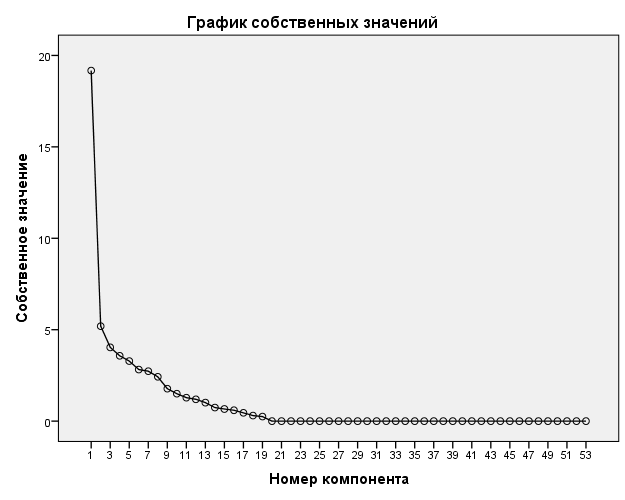 График собственных значений
20
15
10
5
0
Собственное значение
1 3 5 7 9 11 13 15 17 19 21 23 25 27 29 31 33 35 37 39 41 43 45 47 49 51 53
Номер компонента